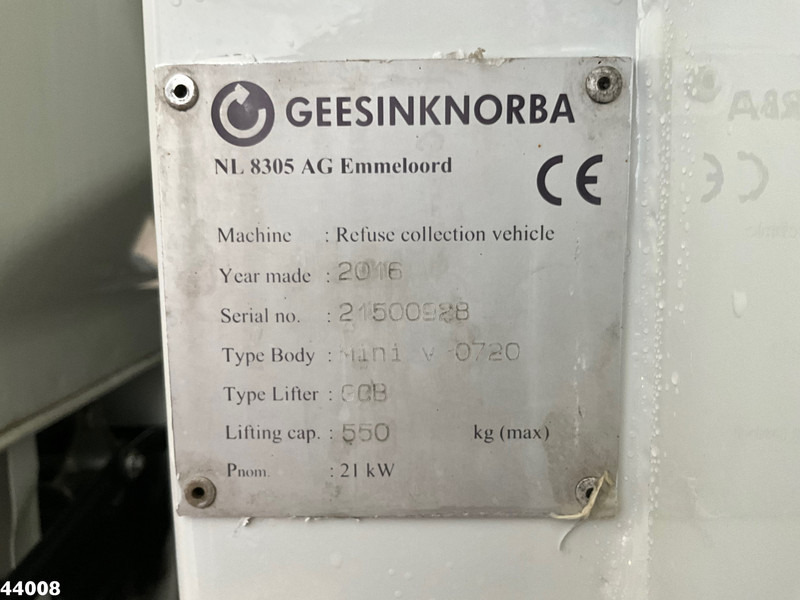 GEESINKNORBA
NL 8305 AG Emmeloord
CE
Machine : Refuse collection vehicle
Year made : 2016
Serial no. : 21500928
Type Body : Mini V 0720
Type Lifter : GCB
Lifting cap. : 550 kg (max)
Pnom. : 21 kW
44008